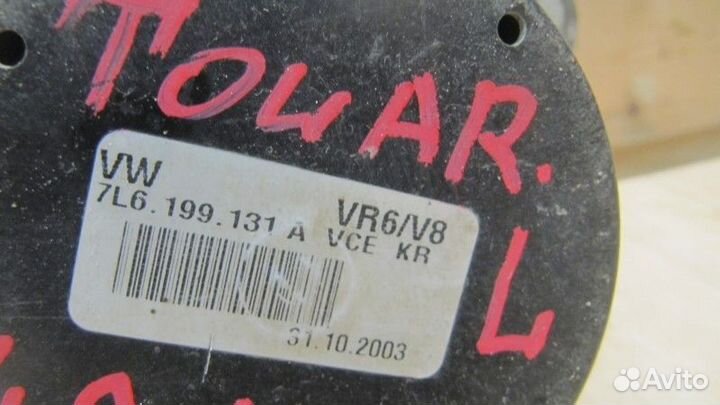 TOUAR.
L
VW
7L6.199.131 A
VR6/V8
VCE KR
31.10.2003
Avito